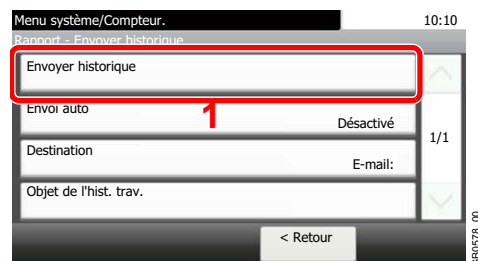 Menu système/Compteur.
10:10
Rapport - Envoyer historique
Envoyer historique
1
Envoi auto
Désactivé
1/1
Destination
E-mail:
Objet de l'hist. trav.
< Retour